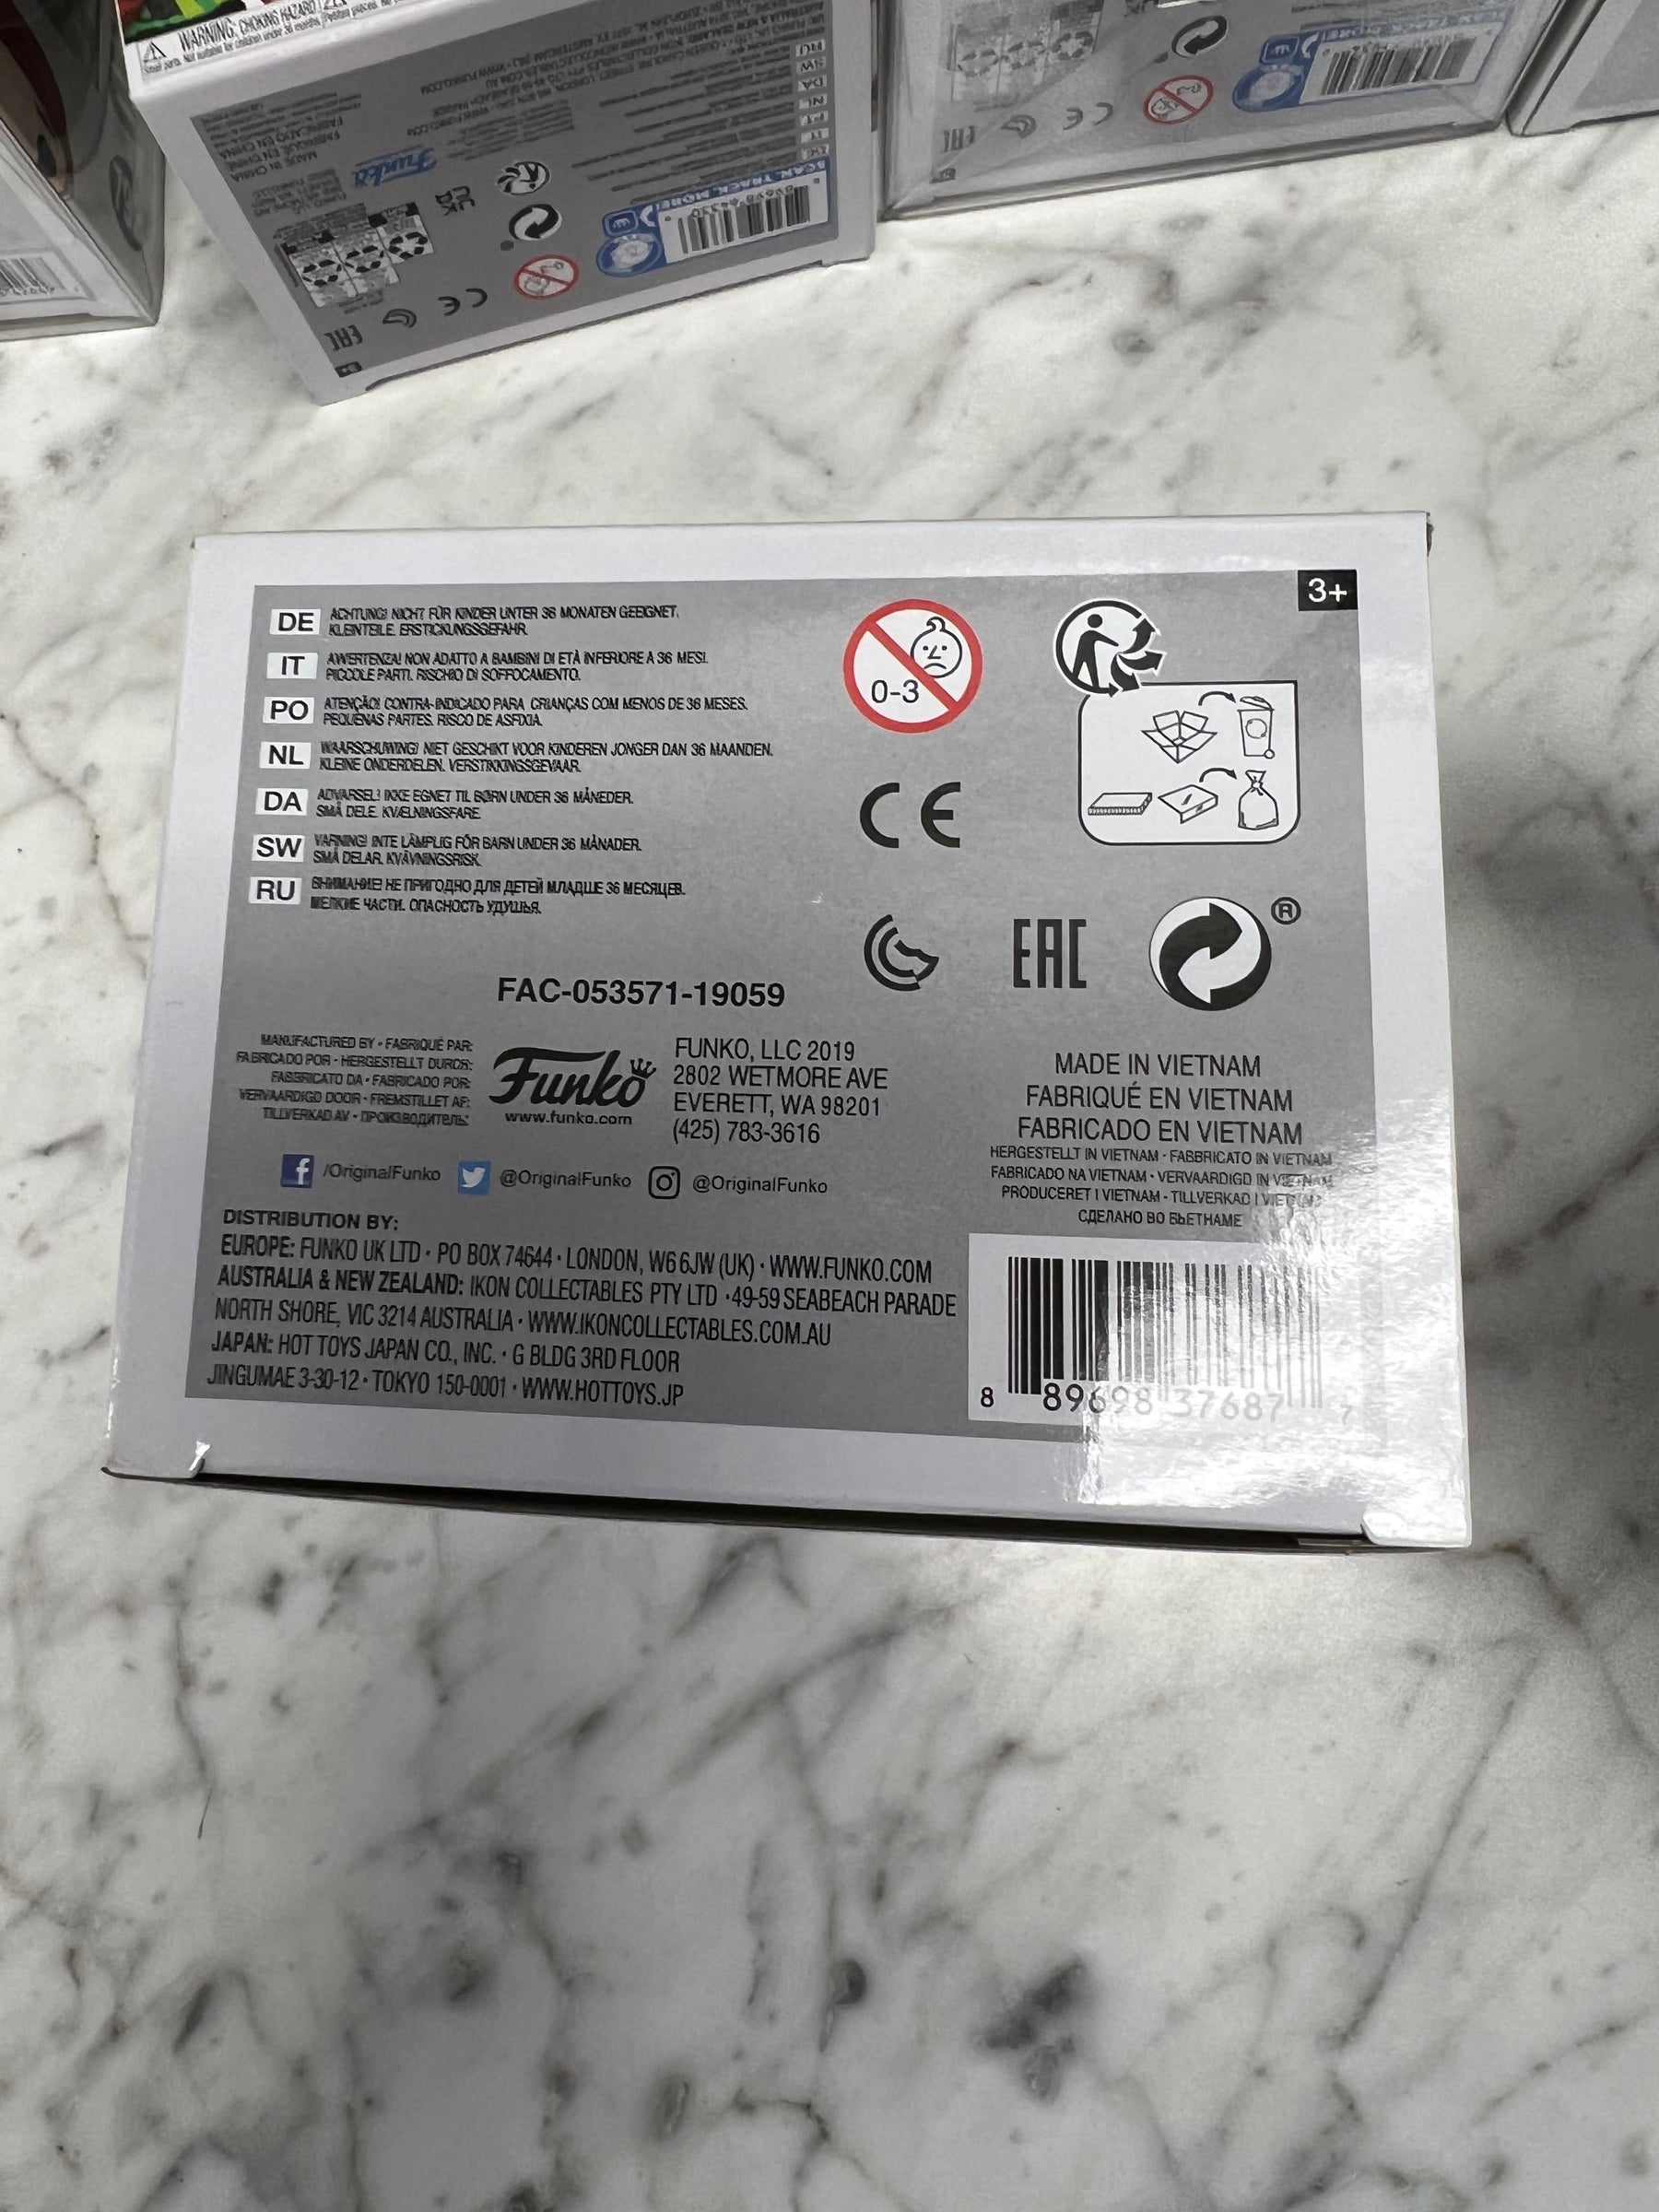 WARNING: CHOKING HAZARD
SCAN, TRACK, MORE!
Funko
3+
DE ACHTUNG! NICHT FÜR KINDER UNTER 36 MONATEN GEEIGNET.
KLEINTEILE. ERSTICKUNGSGEFAHR.
IT AVVERTENZA! NON ADATTO A BAMBINI DI ETÀ INFERIORE A 36 MESI.
PICCOLE PARTI. RISCHIO DI SOFFOCAMENTO.
PO ATENÇÃO! CONTRA-INDICADO PARA CRIANÇAS COM MENOS DE 36 MESES.
PEQUENAS PARTES. RISCO DE ASFIXIA.
NL WAARSCHUWING! NIET GESCHIKT VOOR KINDEREN JONGER DAN 36 MAANDEN.
KLEINE ONDERDELEN. VERSTIKKINGSGEVAAR.
DA ADVARSEL! IKKE EGNET TIL BØRN UNDER 36 MÅNEDER.
SMÅ DELE. KVÆLNINGSFARE.
SW VARNING! INTE LÄMPLIG FÖR BARN UNDER 36 MÅNADER.
SMÅ DELAR. KVÄVNINGSRISK.
RU ВНИМАНИЕ! НЕ ПРИГОДНО ДЛЯ ДЕТЕЙ МЛАДШЕ 36 МЕСЯЦЕВ.
МЕЛКИЕ ЧАСТИ. ОПАСНОСТЬ УДУШЬЯ.
0-3
CE
EAC
®
FAC-053571-19059
MANUFACTURED BY • FABRIQUÉ PAR:
FABRICADO POR • HERGESTELLT DURCH:
FABBRICATO DA • FABRICADO POR:
VERVAARDIGD DOOR • FREMSTILLET AF:
TILLVERKAD AV • ПРОИЗВОДИТЕЛЬ:
Funko
www.funko.com
FUNKO, LLC 2019
2802 WETMORE AVE
EVERETT, WA 98201
(425) 783-3616
/OriginalFunko @OriginalFunko @OriginalFunko
MADE IN VIETNAM
FABRIQUÉ EN VIETNAM
FABRICADO EN VIETNAM
HERGESTELLT IN VIETNAM • FABBRICATO IN VIETNAM
FABRICADO NA VIETNAM • VERVAARDIGD IN VIETNAM
PRODUCERET I VIETNAM • TILLVERKAD I VIETNAM
СДЕЛАНО ВО ВЬЕТНАМЕ
DISTRIBUTION BY:
EUROPE: FUNKO UK LTD • PO BOX 74644 • LONDON, W6 6JW (UK) • WWW.FUNKO.COM
AUSTRALIA & NEW ZEALAND: IKON COLLECTABLES PTY LTD • 49-59 SEABEACH PARADE
NORTH SHORE, VIC 3214 AUSTRALIA • WWW.IKONCOLLECTABLES.COM.AU
JAPAN: HOT TOYS JAPAN CO., INC. • G BLDG 3RD FLOOR
JINGUMAE 3-30-12 • TOKYO 150-0001 • WWW.HOTTOYS.JP
8 89698 37687 7